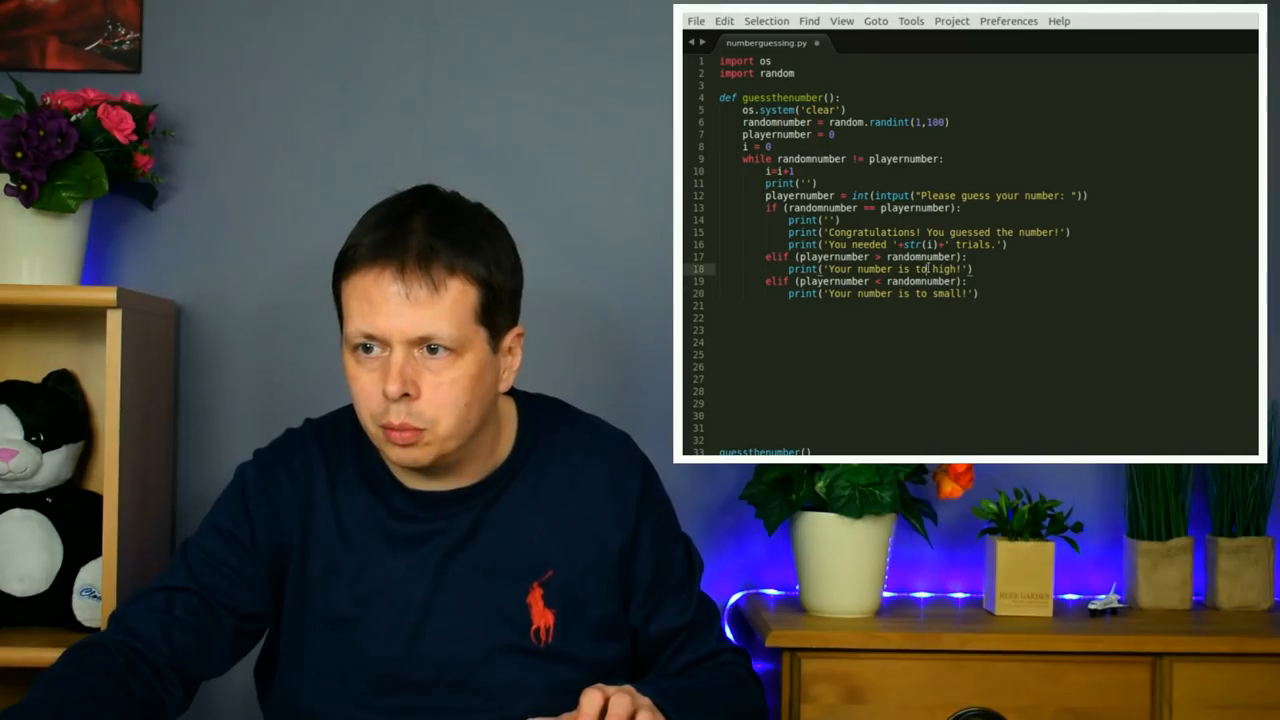 File Edit Selection Find View Goto Tools Project Preferences Help
numberguessing.py
1 import os
2 import random
3
4 def guessthenumber():
5 os.system('clear')
6 randomnumber = random.randint(1,100)
7 playernumber = 0
8 i = 0
9 while randomnumber != playernumber:
10 i=i+1
11 print('')
12 playernumber = int(intput("Please guess your number: "))
13 if (randomnumber == playernumber):
14 print('')
15 print('Congratulations! You guessed the number!')
16 print('You needed '+str(i)+' trials.')
17 elif (playernumber > randomnumber):
18 print('Your number is to high!')
19 elif (playernumber < randomnumber):
20 print('Your number is to small!')
21
22
23
24
25
26
27
28
29
30
31
32
33 guessthenumber()
HERB GARDEN